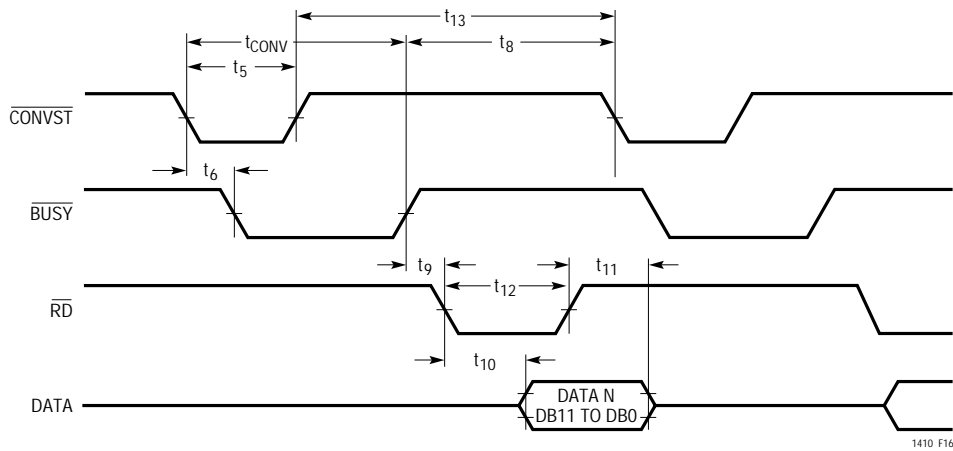 t13
tCONV
t8
t5
CONVST
t6
BUSY
t9
t11
t12
RD
t10
DATA
DATA N
DB11 TO DB0
1410 F16